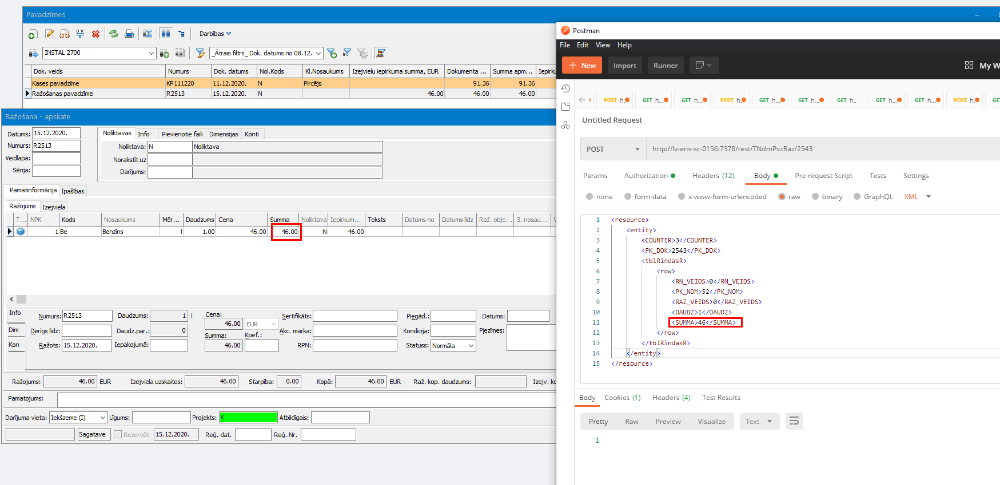 Pavadzīmes
D K
Darbības
INSTAL 2700
_Ātrais filtrs_ Dok. datums no 08.12.
Dok. veids Numurs Dok. datums Nol.Kods Kl.Nosaukums Izejvielu iepirkuma summa, EUR Dokumenta ... Summa apm... Iepirku
Kases pavadzīme KP111220 11.12.2020. N Pircējs 91.36 91.36
Ražošanas pavadzīme R2513 15.12.2020. N 46.00 46.00 46.00
Ražošana - apskate
Datums: 15.12.2020.
Numurs: R2513
Veidlapa:
Sērija:
Noliktavas Info Pievienotie faili Dimensijas Konti
Noliktava: N Noliktava
Norakstīt uz
Darījums:
Pamatinformācija Īpašības
Ražojums Izejviela
T... NPK Kods Nosaukums Mēr... Daudzums Cena Summa Noliktava Iepirkum... Teksts Datums no Datums līdz Raž. obje... 3. nosau...
1 Be Benzīns l 1.00 46.00 46.00 N 46.00
Info
Dim
Kon
Numurs: R2513 Daudzums: 1 l Cena: 46.00 EUR Sertifikāts: Piegād.: Datums:
Derīgs līdz: Daudz.par.: 0 Summa: Koef.: Akc. marka: Kondīcija: Piezīmes:
Ražots: 15.12.2020. Iepakojumā: 46.00 RPN: Statuss: Normāla
Ražojums: 46.00 EUR Izejviela uzskaites: 46.00 Starpība: 0.00 Kopā: 46.00 EUR Raž. kop. daudzums: Izejv. ko
Pamatojums:
Darījuma vieta: Iekšzeme (I) Līgums: Projekts: V Atbildīgais:
Sagatave Rezervēt 15.12.2020. Reģ. dat. Reģ. Nr.
Postman
File Edit View Help
New Import Runner My W
POST h. GET h... GET h... POST h. GET h... GET h... GET h.. GET h... GET h... POST h. GE
Untitled Request
POST http://lv-ens-sc-0156:7378/rest/TNdmPvzRaz/2543
Params Authorization Headers (12) Body Pre-request Script Tests Settings
none form-data x-www-form-urlencoded raw binary GraphQL XML
1 <resource>
2 <entity>
3 <COUNTER>3</COUNTER>
4 <PK_DOK>2543</PK_DOK>
5 <tblRindasR>
6 <row>
7 <RN_VEIDS>0</RN_VEIDS>
8 <PK_NOM>52</PK_NOM>
9 <RAZ_VEIDS>0</RAZ_VEIDS>
10 <DAUDZ>1</DAUDZ>
11 <SUMMA>46</SUMMA>
12 </row>
13 </tblRindasR>
14 </entity>
15 </resource>
Body Cookies (1) Headers (4) Test Results
Pretty Raw Preview Visualize Text
1